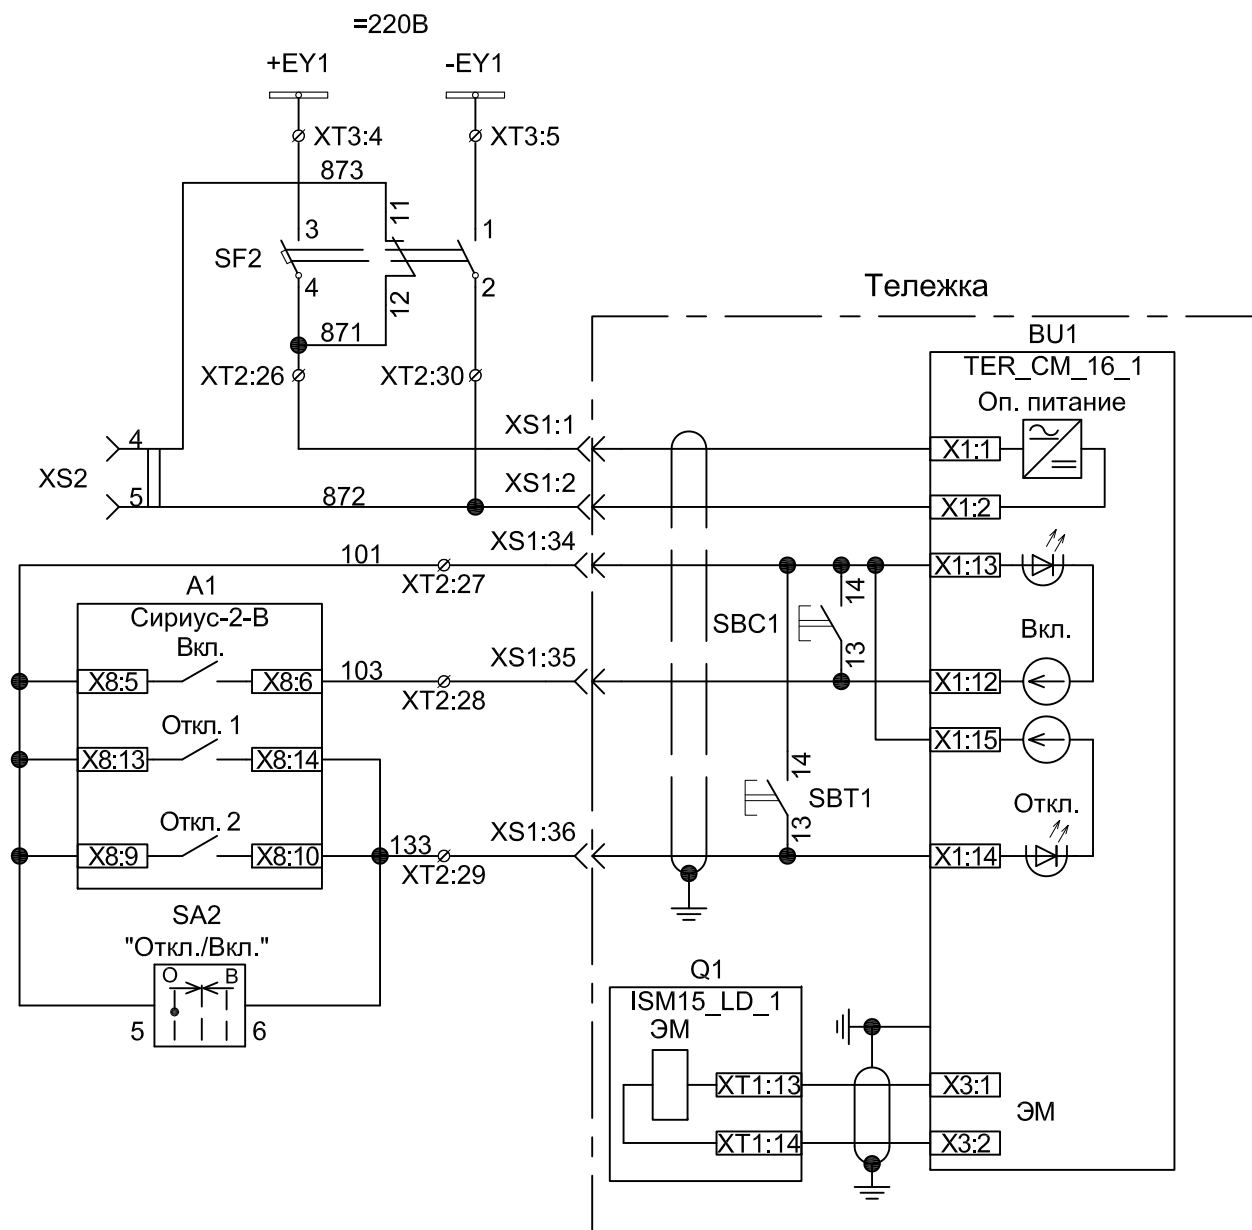 =220В
+EY1
-EY1
XT3:4
XT3:5
873
11
3
1
SF2
4
12
2
871
XT2:26
XT2:30
Тележка
BU1
TER_CM_16_1
Оп. питание
XS1:1
X1:1
4
XS2
5
872
XS1:2
X1:2
101
XT2:27
XS1:34
X1:13
A1
Сириус-2-В
Вкл.
X8:5
X8:6
103
XT2:28
XS1:35
SBC1
14
13
Вкл.
X1:12
Откл. 1
X8:13
X8:14
X1:15
14
SBT1
13
Откл.
Откл. 2
X8:9
X8:10
133
XT2:29
XS1:36
X1:14
SA2
"Откл./Вкл."
О
В
5
6
Q1
ISM15_LD_1
ЭМ
XT1:13
X3:1
ЭМ
XT1:14
X3:2